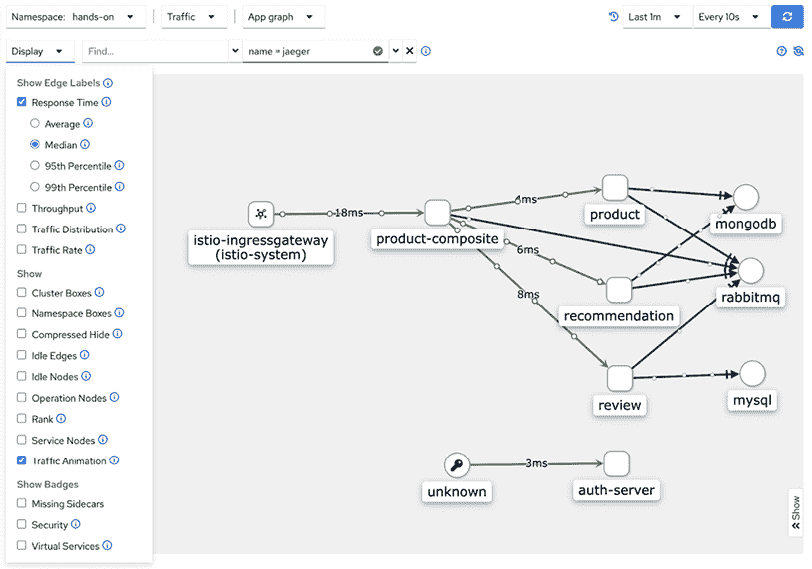 Namespace: hands-on
Traffic
App graph
Last 1m
Every 10s
Display
Find...
name = jaeger
Show Edge Labels
Response Time
Average
Median
95th Percentile
99th Percentile
Throughput
Traffic Distribution
Traffic Rate
Show
Cluster Boxes
Namespace Boxes
Compressed Hide
Idle Edges
Idle Nodes
Operation Nodes
Rank
Service Nodes
Traffic Animation
Show Badges
Missing Sidecars
Security
Virtual Services
istio-ingressgateway
(istio-system)
18ms
product-composite
4ms
6ms
8ms
product
recommendation
review
mongodb
rabbitmq
mysql
unknown
3ms
auth-server
Show